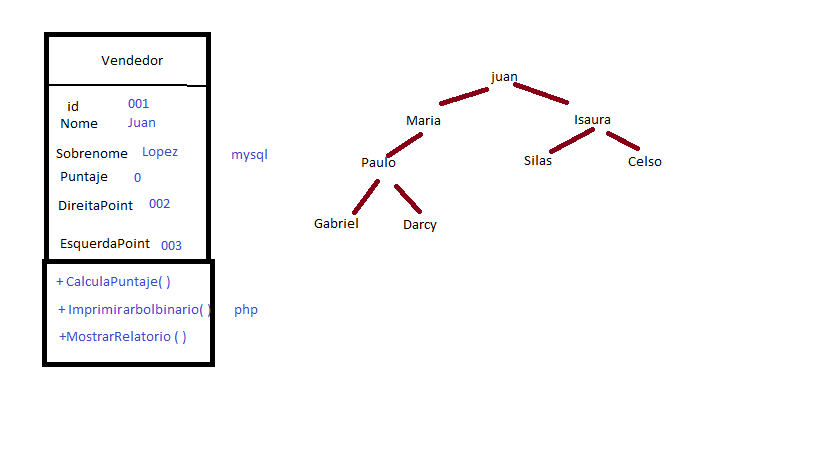 Vendedor
id 001
Nome Juan
Sobrenome Lopez
Puntaje 0
DireitaPoint 002
EsquerdaPoint 003
mysql
+ CalculaPuntaje( )
+ Imprimirarbolbinario( )
+MostrarRelatorio ( )
php
juan
Maria Isaura
Paulo Silas Celso
Gabriel Darcy